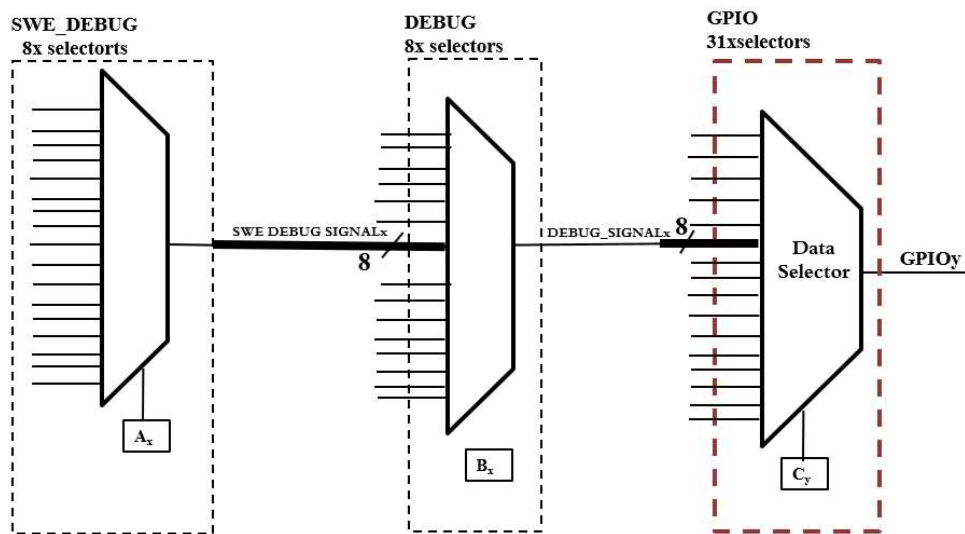 SWE_DEBUG
8x selectorts
DEBUG
8x selectors
GPIO
31xselectors
SWE DEBUG SIGNALx
8
DEBUG_SIGNALx
8
Data
Selector
GPIOy
Ax
Bx
Cy